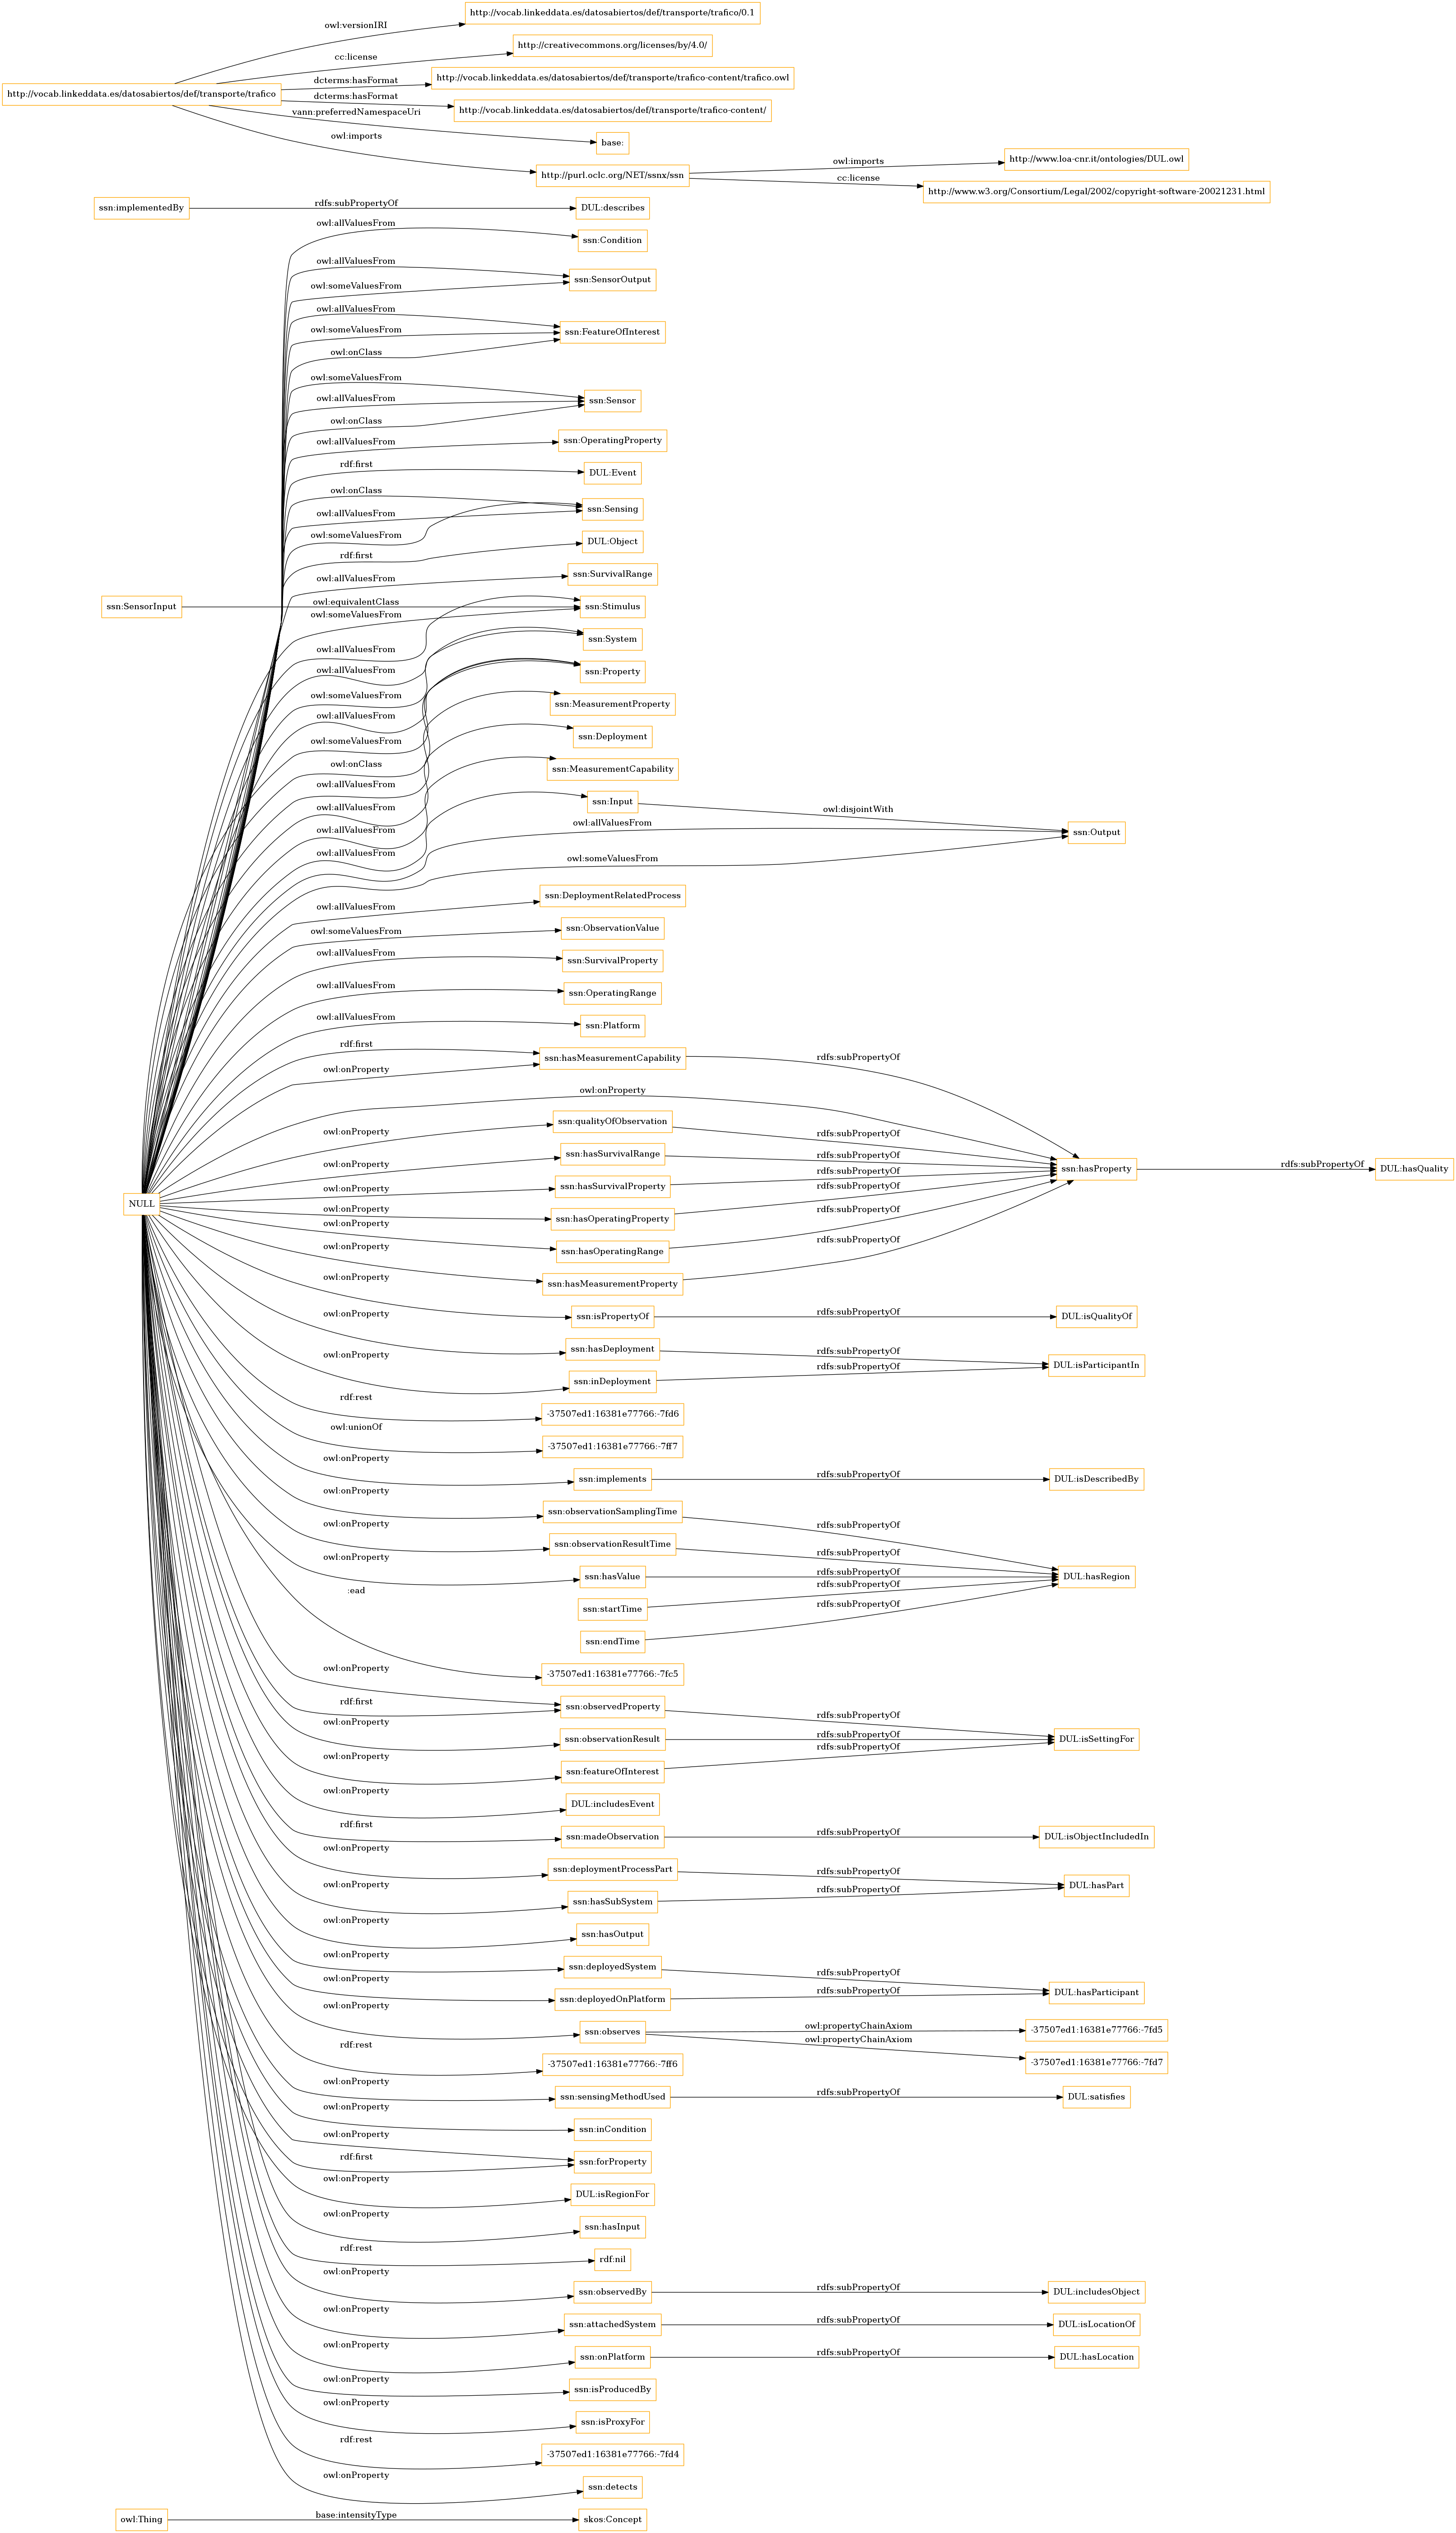 owl:versionIRI
http://vocab.linkeddata.es/datosabiertos/def/transporte/trafico/0.1
cc:license
http://creativecommons.org/licenses/by/4.0/
http://vocab.linkeddata.es/datosabiertos/def/transporte/trafico
dcterms:hasFormat
http://vocab.linkeddata.es/datosabiertos/def/transporte/trafico-content/trafico.owl
dcterms:hasFormat
http://vocab.linkeddata.es/datosabiertos/def/transporte/trafico-content/
vann:preferredNamespaceUri
base:
owl:imports
http://purl.oclc.org/NET/ssnx/ssn
owl:imports
http://www.loa-cnr.it/ontologies/DUL.owl
cc:license
http://www.w3.org/Consortium/Legal/2002/copyright-software-20021231.html
ssn:implementedBy
rdfs:subPropertyOf
DUL:describes
owl:allValuesFrom
ssn:Condition
owl:allValuesFrom
ssn:SensorOutput
owl:someValuesFrom
owl:allValuesFrom
owl:someValuesFrom
ssn:FeatureOfInterest
owl:onClass
owl:someValuesFrom
owl:allValuesFrom
ssn:Sensor
owl:onClass
owl:allValuesFrom
ssn:OperatingProperty
rdf:first
DUL:Event
owl:onClass
owl:allValuesFrom
ssn:Sensing
owl:someValuesFrom
rdf:first
DUL:Object
owl:allValuesFrom
ssn:SurvivalRange
ssn:SensorInput
owl:equivalentClass
ssn:Stimulus
owl:someValuesFrom
owl:allValuesFrom
ssn:System
owl:allValuesFrom
ssn:Property
owl:someValuesFrom
ssn:MeasurementProperty
owl:allValuesFrom
owl:someValuesFrom
ssn:Deployment
owl:onClass
ssn:MeasurementCapability
owl:allValuesFrom
owl:allValuesFrom
ssn:Input
owl:disjointWith
owl:allValuesFrom
owl:allValuesFrom
owl:allValuesFrom
ssn:Output
owl:someValuesFrom
owl:allValuesFrom
ssn:DeploymentRelatedProcess
owl:someValuesFrom
ssn:ObservationValue
owl:allValuesFrom
ssn:SurvivalProperty
owl:allValuesFrom
ssn:OperatingRange
owl:allValuesFrom
ssn:Platform
rdf:first
ssn:hasMeasurementCapability
rdfs:subPropertyOf
owl:onProperty
owl:onProperty
owl:onProperty
ssn:qualityOfObservation
rdfs:subPropertyOf
owl:onProperty
ssn:hasSurvivalRange
rdfs:subPropertyOf
ssn:hasProperty
rdfs:subPropertyOf
DUL:hasQuality
owl:onProperty
ssn:hasSurvivalProperty
rdfs:subPropertyOf
NULL
owl:onProperty
ssn:hasOperatingProperty
rdfs:subPropertyOf
owl:onProperty
ssn:hasOperatingRange
rdfs:subPropertyOf
owl:onProperty
ssn:hasMeasurementProperty
rdfs:subPropertyOf
owl:onProperty
ssn:isPropertyOf
rdfs:subPropertyOf
DUL:isQualityOf
owl:onProperty
ssn:hasDeployment
rdfs:subPropertyOf
DUL:isParticipantIn
owl:onProperty
ssn:inDeployment
rdfs:subPropertyOf
rdf:rest
-37507ed1:16381e77766:-7fd6
owl:unionOf
-37507ed1:16381e77766:-7ff7
owl:onProperty
ssn:implements
rdfs:subPropertyOf
DUL:isDescribedBy
owl:onProperty
ssn:observationSamplingTime
rdfs:subPropertyOf
owl:onProperty
ssn:observationResultTime
rdfs:subPropertyOf
owl:onProperty
ssn:hasValue
rdfs:subPropertyOf
DUL:hasRegion
:ead
ssn:startTime
rdfs:subPropertyOf
ssn:endTime
rdfs:subPropertyOf
-37507ed1:16381e77766:-7fc5
owl:onProperty
rdf:first
ssn:observedProperty
rdfs:subPropertyOf
owl:onProperty
ssn:observationResult
rdfs:subPropertyOf
DUL:isSettingFor
owl:onProperty
ssn:featureOfInterest
rdfs:subPropertyOf
owl:onProperty
DUL:includesEvent
rdf:first
ssn:madeObservation
rdfs:subPropertyOf
DUL:isObjectIncludedIn
owl:onProperty
ssn:deploymentProcessPart
rdfs:subPropertyOf
DUL:hasPart
owl:onProperty
ssn:hasSubSystem
rdfs:subPropertyOf
owl:onProperty
ssn:hasOutput
owl:onProperty
ssn:deployedSystem
rdfs:subPropertyOf
DUL:hasParticipant
owl:onProperty
ssn:deployedOnPlatform
rdfs:subPropertyOf
owl:onProperty
ssn:observes
owl:propertyChainAxiom
-37507ed1:16381e77766:-7fd5
owl:propertyChainAxiom
-37507ed1:16381e77766:-7fd7
rdf:rest
-37507ed1:16381e77766:-7ff6
owl:onProperty
ssn:sensingMethodUsed
rdfs:subPropertyOf
DUL:satisfies
owl:onProperty
ssn:inCondition
owl:onProperty
rdf:first
ssn:forProperty
owl:onProperty
DUL:isRegionFor
owl:onProperty
ssn:hasInput
rdf:rest
rdf:nil
owl:onProperty
ssn:observedBy
rdfs:subPropertyOf
DUL:includesObject
owl:onProperty
ssn:attachedSystem
rdfs:subPropertyOf
DUL:isLocationOf
owl:onProperty
ssn:onPlatform
rdfs:subPropertyOf
DUL:hasLocation
owl:onProperty
ssn:isProducedBy
owl:onProperty
ssn:isProxyFor
rdf:rest
-37507ed1:16381e77766:-7fd4
owl:onProperty
ssn:detects
owl:Thing
base:intensityType
skos:Concept